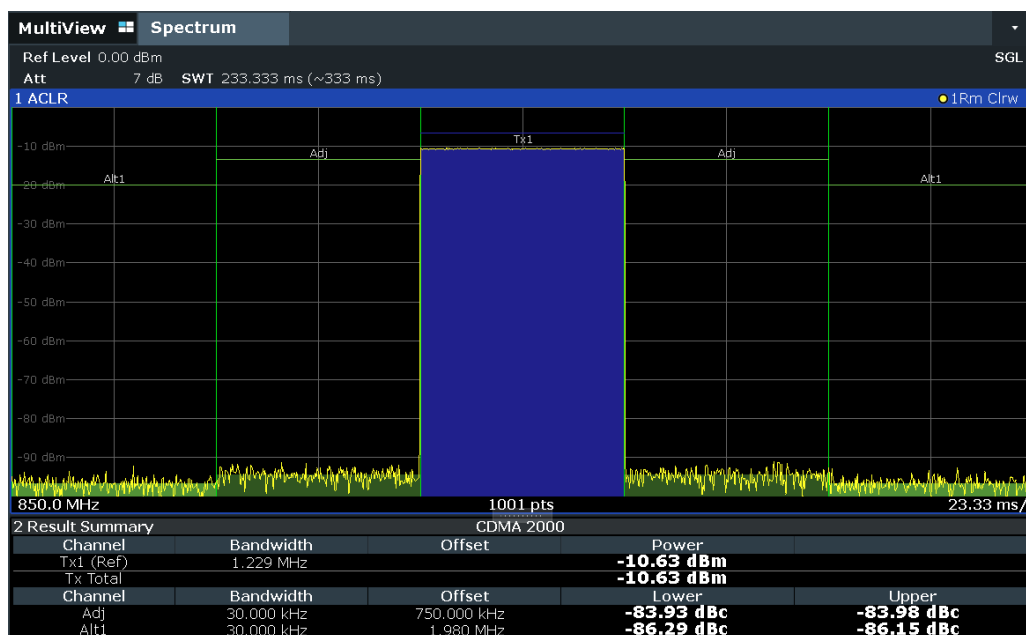 MultiView Spectrum
Ref Level 0.00 dBm SGL
Att 7 dB SWT 233.333 ms (~333 ms)
1 ACLR 1Rm Clrw
Tx1
-10 dBm
Adj Adj
Alt1 Alt1
-20 dBm
-30 dBm
-40 dBm
-50 dBm
-60 dBm
-70 dBm
-80 dBm
-90 dBm
850.0 MHz 1001 pts 23.33 ms/
2 Result Summary CDMA 2000
Channel Bandwidth Offset Power
Tx1 (Ref) 1.229 MHz -10.63 dBm
Tx Total -10.63 dBm
Channel Bandwidth Offset Lower Upper
Adj 30.000 kHz 750.000 kHz -83.93 dBc -83.98 dBc
Alt1 30.000 kHz 1.980 MHz -86.29 dBc -86.15 dBc